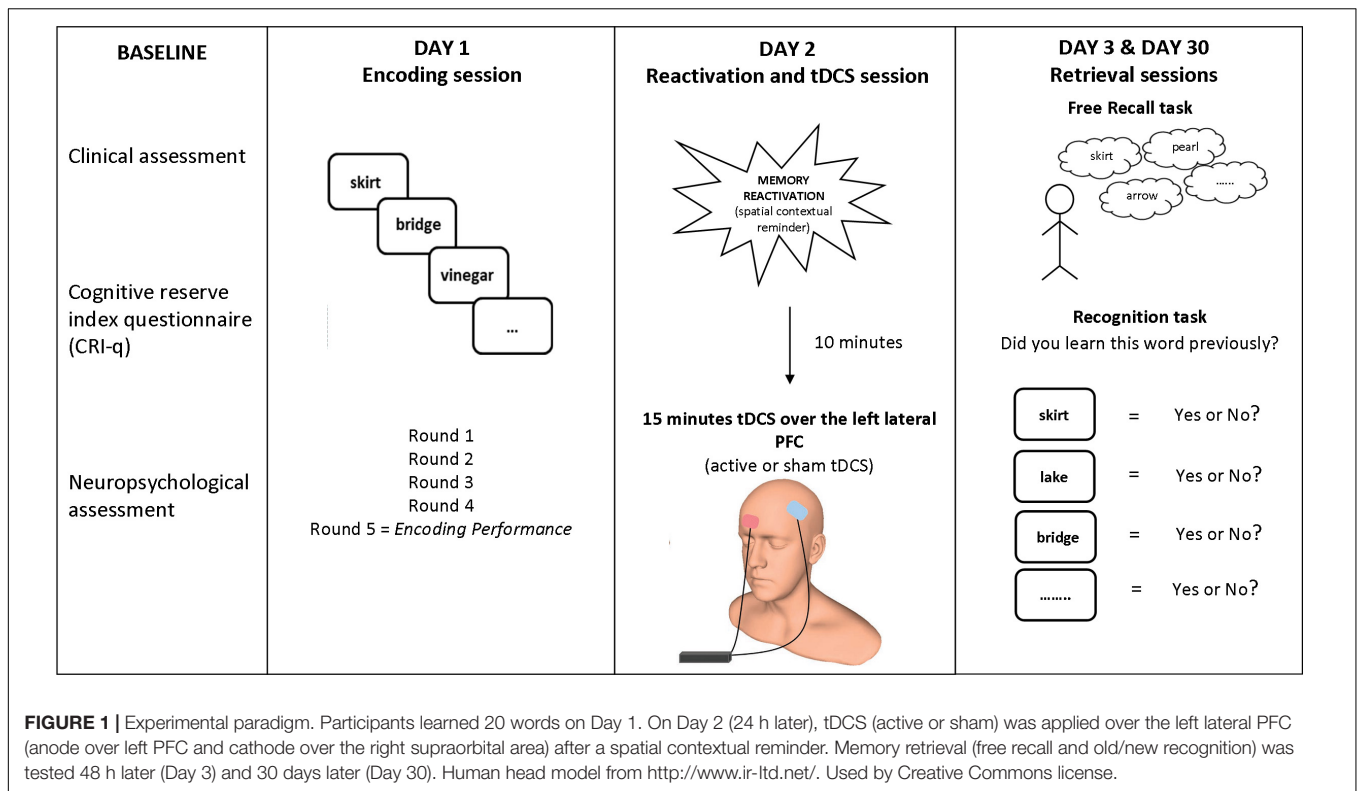 BASELINE
Clinical assessment
Cognitive reserve
index questionnaire
(CRI-q)
Neuropsychological
assessment
DAY 1
Encoding session
skirt
bridge
vinegar
...
Round 1
Round 2
Round 3
Round 4
Round 5 = Encoding Performance
DAY 2
Reactivation and tDCS session
MEMORY
REACTIVATION
(spatial contextual
reminder)
10 minutes
15 minutes tDCS over the left lateral
PFC
(active or sham tDCS)
DAY 3 & DAY 30
Retrieval sessions
Free Recall task
skirt
pearl
arrow
......
Recognition task
Did you learn this word previously?
skirt = Yes or No?
lake = Yes or No?
bridge = Yes or No?
........ = Yes or No?
FIGURE 1 | Experimental paradigm. Participants learned 20 words on Day 1. On Day 2 (24 h later), tDCS (active or sham) was applied over the left lateral PFC
(anode over left PFC and cathode over the right supraorbital area) after a spatial contextual reminder. Memory retrieval (free recall and old/new recognition) was
tested 48 h later (Day 3) and 30 days later (Day 30). Human head model from http://www.ir-ltd.net/. Used by Creative Commons license.